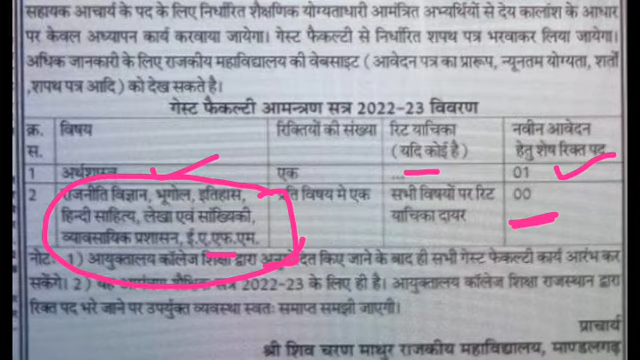 सहायक आचार्य के पद के लिए निर्धारित शैक्षणिक योग्यताधारी आमंत्रित अभ्यर्थियों से देय कालांश के आधार
पर केवल अध्यापन कार्य करवाया जायेगा। गेस्ट फैकल्टी से निर्धारित शपथ पत्र भरवाकर लिया जायेगा।
अधिक जानकारी के लिए राजकीय महाविद्यालय की वेबसाइट ( आवेदन पत्र का प्रारूप, न्यूनतम योग्यता, शर्तो
,शपथ पत्र आदि ) को देख सकते है।
गेस्ट फैकल्टी आमन्त्रण सत्र 2022-23 विवरण
क्र. विषय रिक्तियों की संख्या रिट याचिका नवीन आवेदन
स. (यदि कोई है) हेतु शेष रिक्त पद
1 अर्थशास्त्र एक ... 01
2 राजनीति विज्ञान, भूगोल, इतिहास, प्रति विषय मे एक सभी विषयों पर रिट 00
हिन्दी साहित्य, लेखा एवं सांख्यिकी, याचिका दायर
व्यावसायिक प्रशासन, ई.ए.एफ.एम.
नोट: 1) आयुक्तालय कॉलेज शिक्षा द्वारा किए जाने के बाद ही सभी गेस्ट फैकल्टी कार्य आरंभ कर
सकेंगे। 2) यह सत्र 2022-23 के लिए ही है। आयुक्तालय कॉलेज शिक्षा राजस्थान द्वारा
रिक्त पद भरे जाने पर उपर्युक्त व्यवस्था स्वतः समाप्त समझी जाएगी।
प्राचार्य
श्री शिव चरण माथुर राजकीय महाविद्यालय, माण्डलगढ़